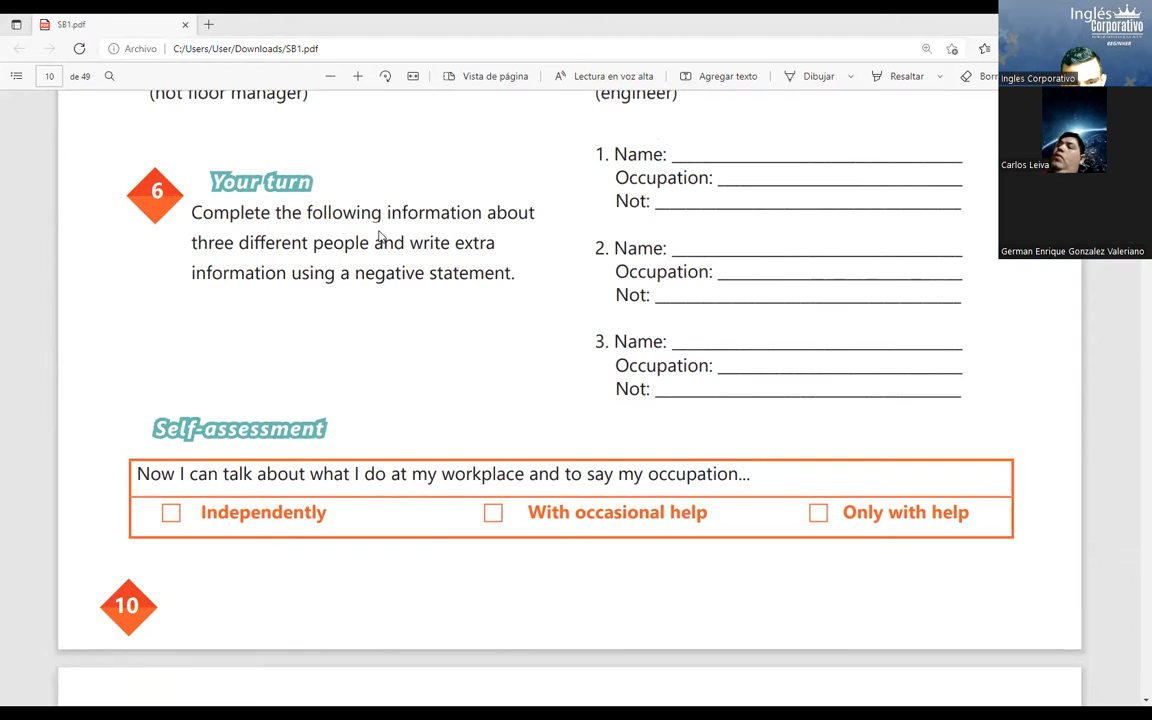 SB1.pdf
Archivo
C:/Users/User/Downloads/SB1.pdf
10
de 49
Vista de página
Lectura en voz alta
Agregar texto
Dibujar
Resaltar
Borr
Inglés
Corporativo
BEGINNER
Ingles Corporativo
Carlos Leiva
German Enrique Gonzalez Valeriano
(not floor manager)
(engineer)
6
Your turn
Complete the following information about
three different people and write extra
information using a negative statement.
1. Name:
Occupation:
Not:
2. Name:
Occupation:
Not:
3. Name:
Occupation:
Not:
Self-assessment
Now I can talk about what I do at my workplace and to say my occupation...
Independently
With occasional help
Only with help
10